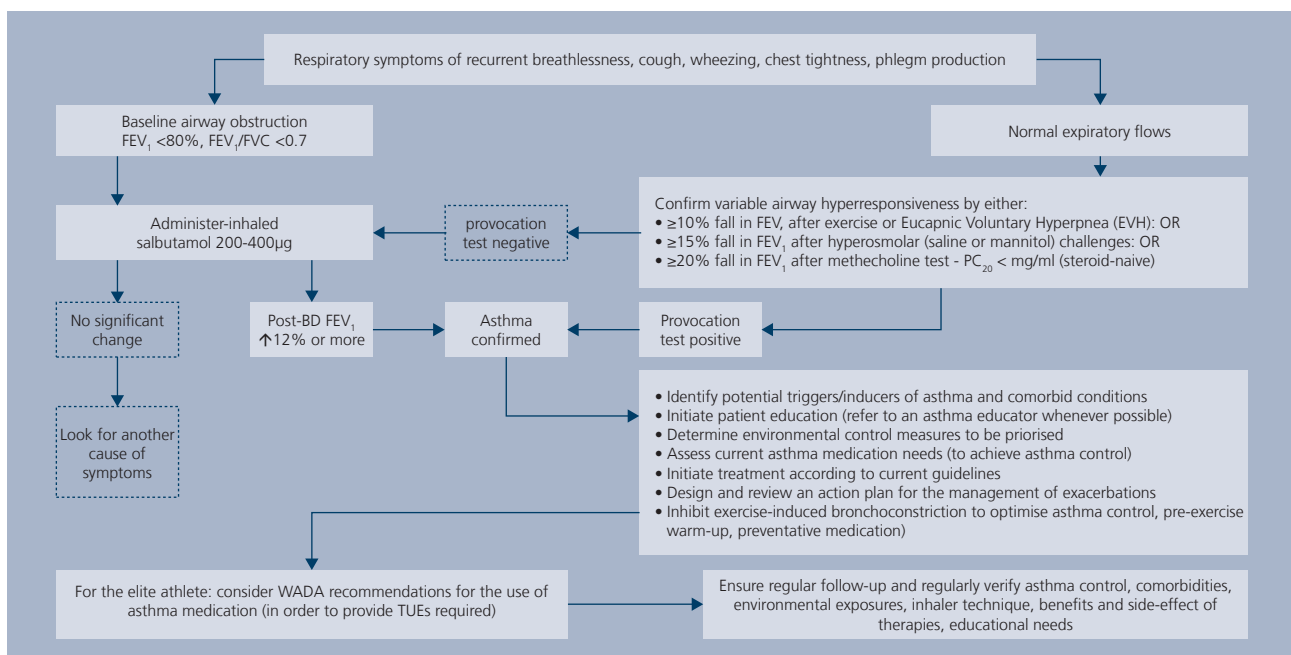 Respiratory symptoms of recurrent breathlessness, cough, wheezing, chest tightness, phlegm production
Baseline airway obstruction
FEV₁ <80%, FEV₁/FVC <0.7
Normal expiratory flows
Administer-inhaled
salbutamol 200-400µg
provocation
test negative
Confirm variable airway hyperresponsiveness by either:
• ≥10% fall in FEV, after exercise or Eucapnic Voluntary Hyperpnea (EVH): OR
• ≥15% fall in FEV₁ after hyperosmolar (saline or mannitol) challenges: OR
• ≥20% fall in FEV₁ after methecholine test - PC₂₀ < mg/ml (steroid-naive)
No significant
change
Post-BD FEV₁
↑12% or more
Asthma
confirmed
Provocation
test positive
Look for another
cause of
symptoms
• Identify potential triggers/inducers of asthma and comorbid conditions
• Initiate patient education (refer to an asthma educator whenever possible)
• Determine environmental control measures to be priorised
• Assess current asthma medication needs (to achieve asthma control)
• Initiate treatment according to current guidelines
• Design and review an action plan for the management of exacerbations
• Inhibit exercise-induced bronchoconstriction to optimise asthma control, pre-exercise
warm-up, preventative medication)
For the elite athlete: consider WADA recommendations for the use of
asthma medication (in order to provide TUEs required)
Ensure regular follow-up and regularly verify asthma control, comorbidities,
environmental exposures, inhaler technique, benefits and side-effect of
therapies, educational needs